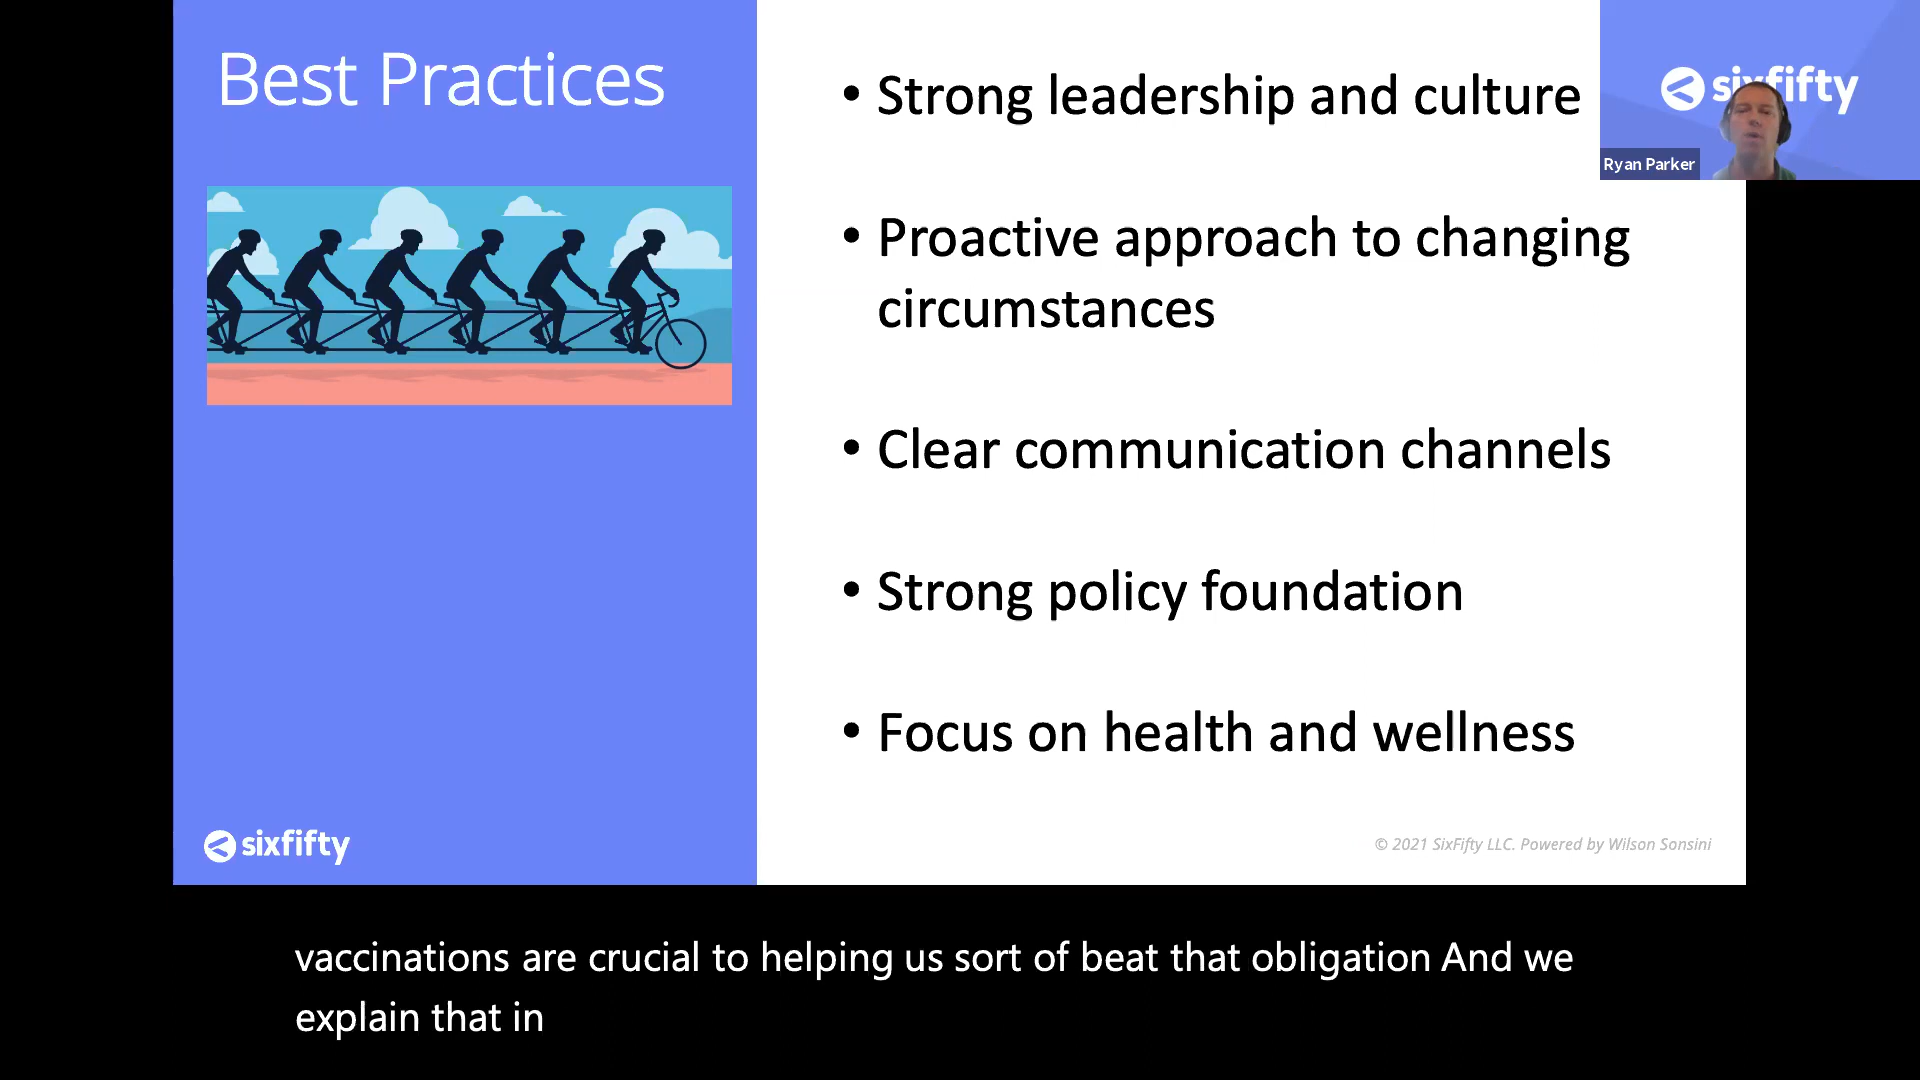 Best Practices
• Strong leadership and culture
• Proactive approach to changing
circumstances
• Clear communication channels
• Strong policy foundation
• Focus on health and wellness
sixfifty
© 2021 SixFifty LLC. Powered by Wilson Sonsini
sixfifty
Ryan Parker
vaccinations are crucial to helping us sort of beat that obligation And we
explain that in